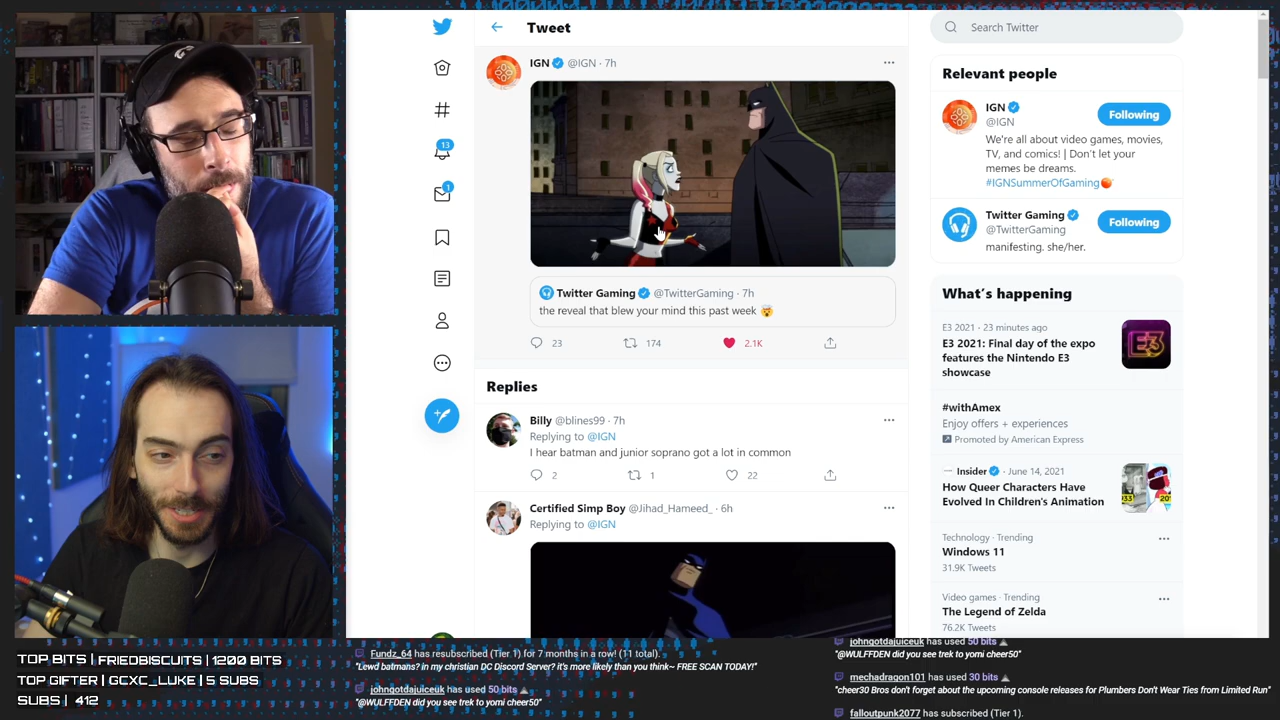 Tweet
IGN @IGN · 7h
Twitter Gaming @TwitterGaming · 7h
the reveal that blew your mind this past week 🤯
23 174 2.1K
Replies
Billy @blines99 · 7h
Replying to @IGN
I hear batman and junior soprano got a lot in common
2 1 22
Certified Simp Boy @Jihad_Hameed_ · 6h
Replying to @IGN
13
1
Search Twitter
Relevant people
IGN
@IGN
Following
We're all about video games, movies,
TV, and comics! | Don't let your
memes be dreams.
#IGNSummerOfGaming
Twitter Gaming
@TwitterGaming
Following
manifesting. she/her.
What's happening
E3 2021 · 23 minutes ago
E3 2021: Final day of the expo
features the Nintendo E3
showcase
E3
#withAmex
Enjoy offers + experiences
Promoted by American Express
Insider · June 14, 2021
How Queer Characters Have
Evolved In Children's Animation
Technology · Trending
Windows 11
31.9K Tweets
Video games · Trending
The Legend of Zelda
76.2K Tweets
TOP BITS | FRIEDBISCUITS | 1200 BITS
TOP GIFTER | GCXC_LUKE | 5 SUBS
SUBS | 412
Fundz_64 has resubscribed (Tier 1) for 7 months in a row! (11 total).
"Lewd batmans? in my christian DC Discord Server? it's more likely than you think~ FREE SCAN TODAY!"
johngotdajuiceuk has used 50 bits
"@WULFFDEN did you see trek to yomi cheer50"
johngotdajuiceuk has used 50 bits
"@WULFFDEN did you see trek to yomi cheer50"
mechadragon101 has used 30 bits
"cheer30 Bros don't forget about the upcoming console releases for Plumbers Don't Wear Ties from Limited Run"
falloutpunk2077 has subscribed (Tier 1).